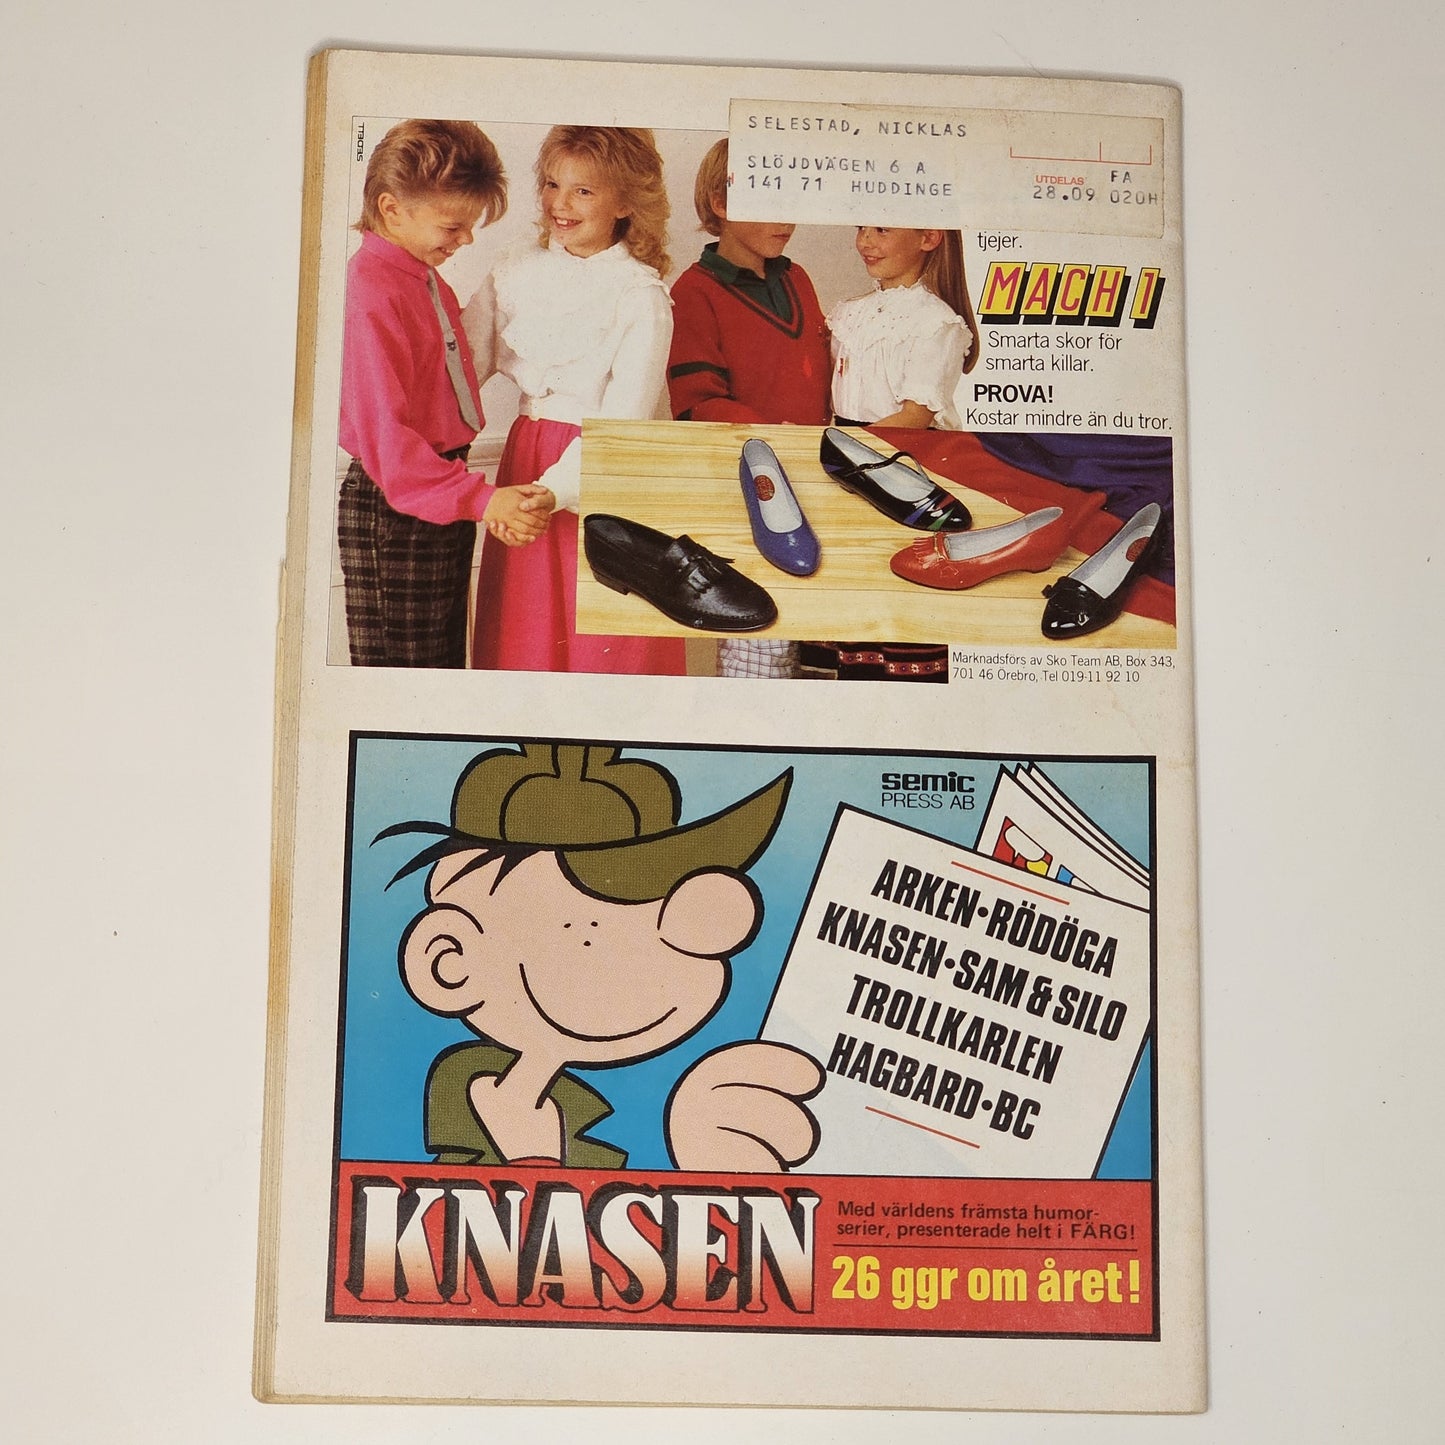 SEDELL
SELESTAD, NICKLAS
SLÖJDVÄGEN 6 A
141 71 HUDDINGE
UTDELAS FA
28.09 020H
tjejer.
MACH 1
Smarta skor för
smarta killar.
PROVA!
Kostar mindre än du tror.
Marknadsförs av Sko Team AB, Box 343,
701 46 Örebro, Tel 019-11 92 10
semic
PRESS AB
ARKEN•RÖDÖGA
KNASEN•SAM & SILO
TROLLKARLEN
HAGBARD•BC
KNASEN
Med världens främsta humor-
serier, presenterade helt i FÄRG!
26 ggr om året!